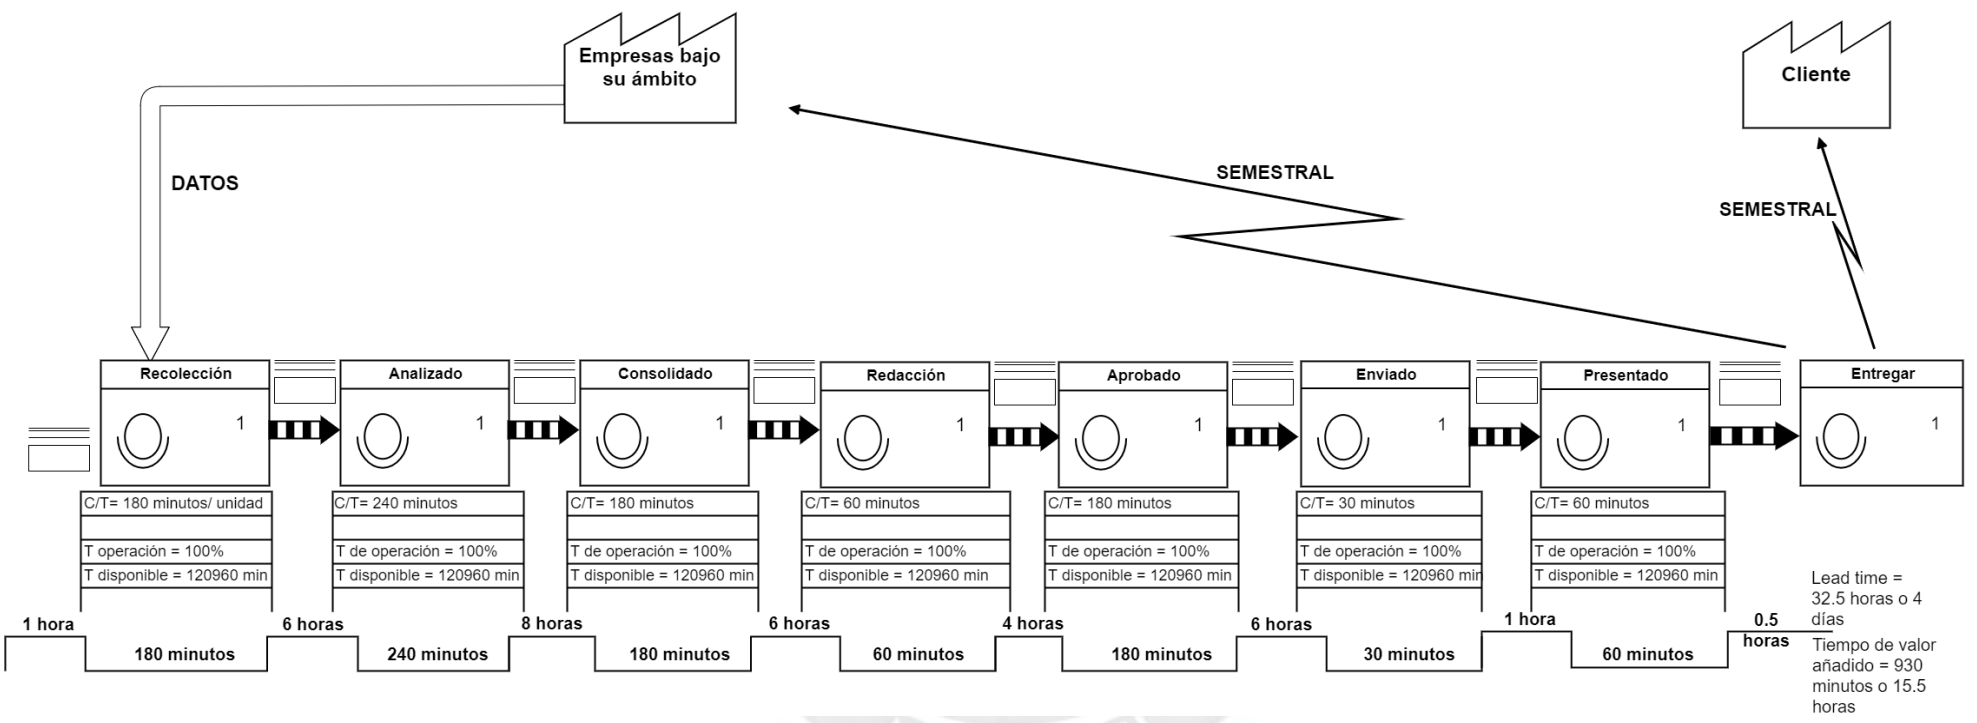 Empresas bajo
su ámbito
Cliente
DATOS
SEMESTRAL
SEMESTRAL
Recolección
Analizado
Consolidado
Redacción
Aprobado
Enviado
Presentado
Entregar
1
1
1
1
1
1
1
1
C/T= 180 minutos/ unidad
T operación = 100%
T disponible = 120960 min
C/T= 240 minutos
T de operación = 100%
T disponible = 120960 min
C/T= 180 minutos
T de operación = 100%
T disponible = 120960 min
C/T= 60 minutos
T de operación = 100%
T disponible = 120960 min
C/T= 180 minutos
T de operación = 100%
T disponible = 120960 min
C/T= 30 minutos
T de operación = 100%
T disponible = 120960 min
C/T= 60 minutos
T de operación = 100%
T disponible = 120960 min
1 hora
180 minutos
6 horas
240 minutos
8 horas
180 minutos
6 horas
60 minutos
4 horas
180 minutos
6 horas
30 minutos
1 hora
60 minutos
0.5
horas
Lead time =
32.5 horas o 4
días
Tiempo de valor
añadido = 930
minutos o 15.5
horas